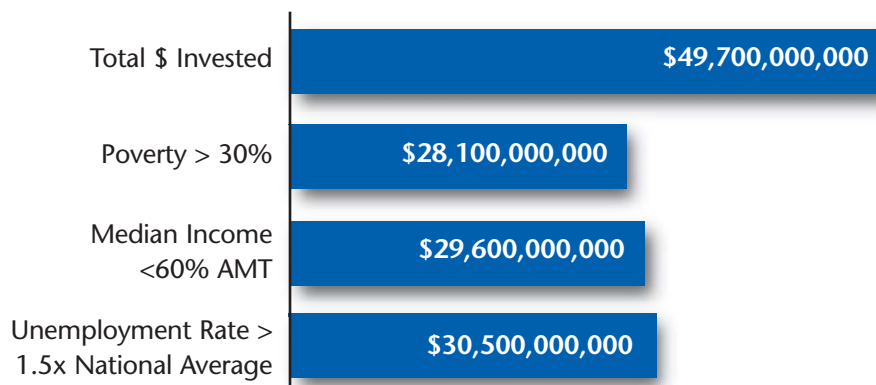 Total $ Invested
$49,700,000,000
Poverty > 30%
$28,100,000,000
Median Income
<60% AMT
$29,600,000,000
Unemployment Rate >
1.5x National Average
$30,500,000,000